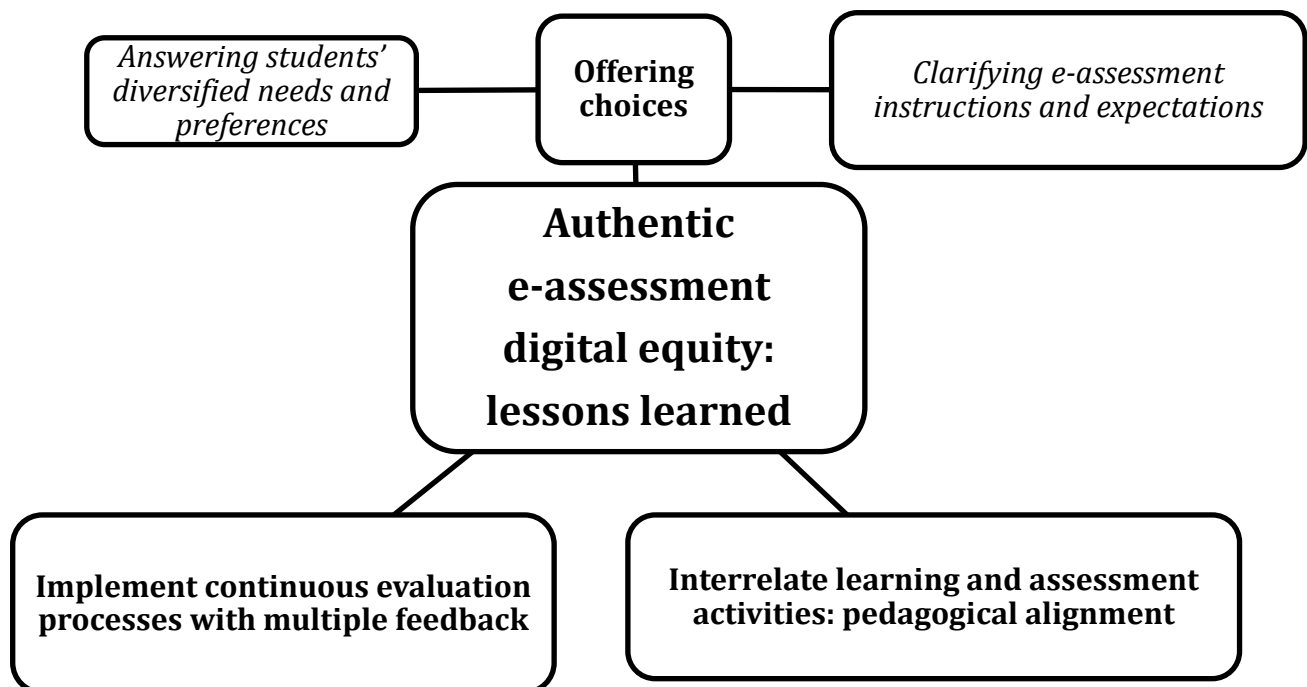 Answering students’
diversified needs and
preferences
Offering
choices
Clarifying e-assessment
instructions and expectations
Authentic
e-assessment
digital equity:
lessons learned
Implement continuous evaluation
processes with multiple feedback
Interrelate learning and assessment
activities: pedagogical alignment